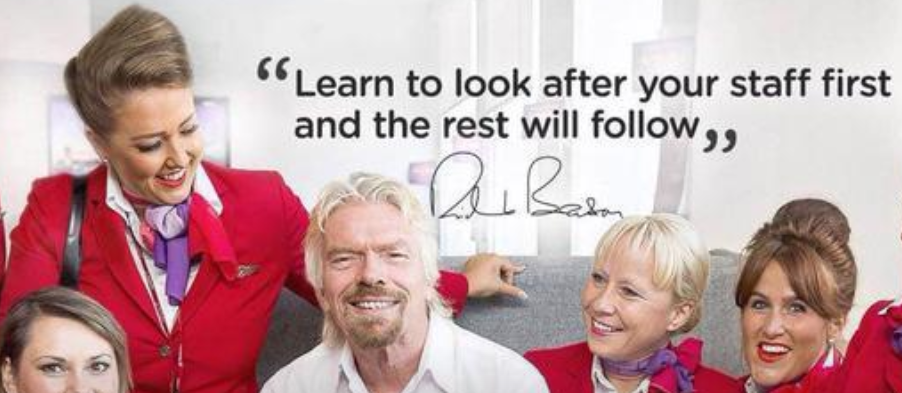 “Learn to look after your staff first
and the rest will follow„